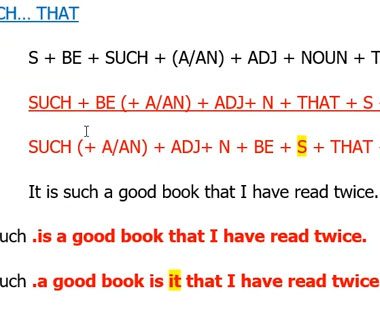 CH... THAT
S + BE + SUCH + (A/AN) + ADJ + NOUN + T
SUCH + BE (+ A/AN) + ADJ+ N + THAT + S
SUCH (+ A/AN) + ADJ+ N + BE + S + THAT
It is such a good book that I have read twice.
uch .is a good book that I have read twice.
uch .a good book is it that I have read twice